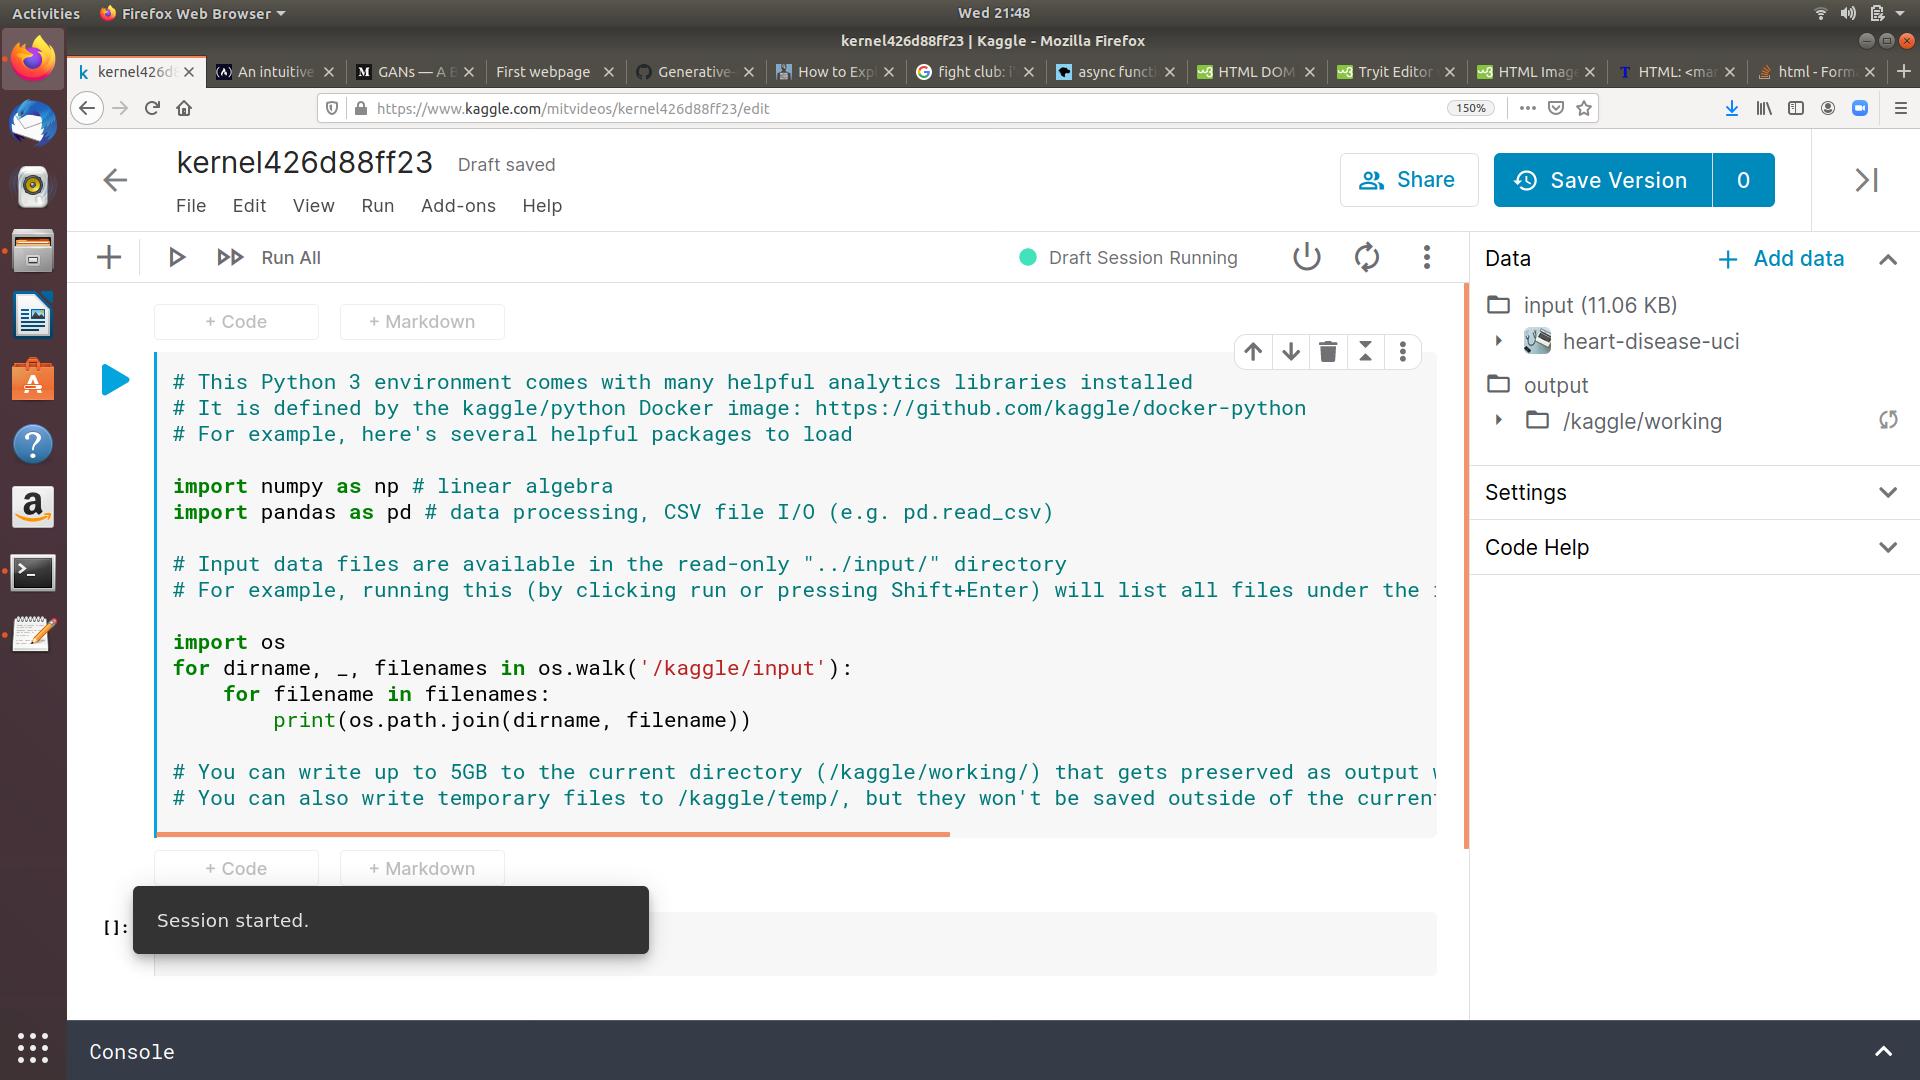 Activities Firefox Web Browser Wed 21:48
kernel426d88ff23 | Kaggle - Mozilla Firefox
kernel426d8 An intuitive GANs — A B First webpage Generative- How to Exp fight club: i async funct HTML DOM Tryit Editor HTML Imag HTML: <mar html - Form
https://www.kaggle.com/mitvideos/kernel426d88ff23/edit 150%
kernel426d88ff23 Draft saved
File Edit View Run Add-ons Help
Share Save Version 0
Run All Draft Session Running
+ Code + Markdown
# This Python 3 environment comes with many helpful analytics libraries installed
# It is defined by the kaggle/python Docker image: https://github.com/kaggle/docker-python
# For example, here's several helpful packages to load
import numpy as np # linear algebra
import pandas as pd # data processing, CSV file I/O (e.g. pd.read_csv)
# Input data files are available in the read-only "../input/" directory
# For example, running this (by clicking run or pressing Shift+Enter) will list all files under the
import os
for dirname, _, filenames in os.walk('/kaggle/input'):
for filename in filenames:
print(os.path.join(dirname, filename))
# You can write up to 5GB to the current directory (/kaggle/working/) that gets preserved as output
# You can also write temporary files to /kaggle/temp/, but they won't be saved outside of the current
+ Code + Markdown
[]:
Session started.
Data + Add data
input (11.06 KB)
heart-disease-uci
output
/kaggle/working
Settings
Code Help
Console